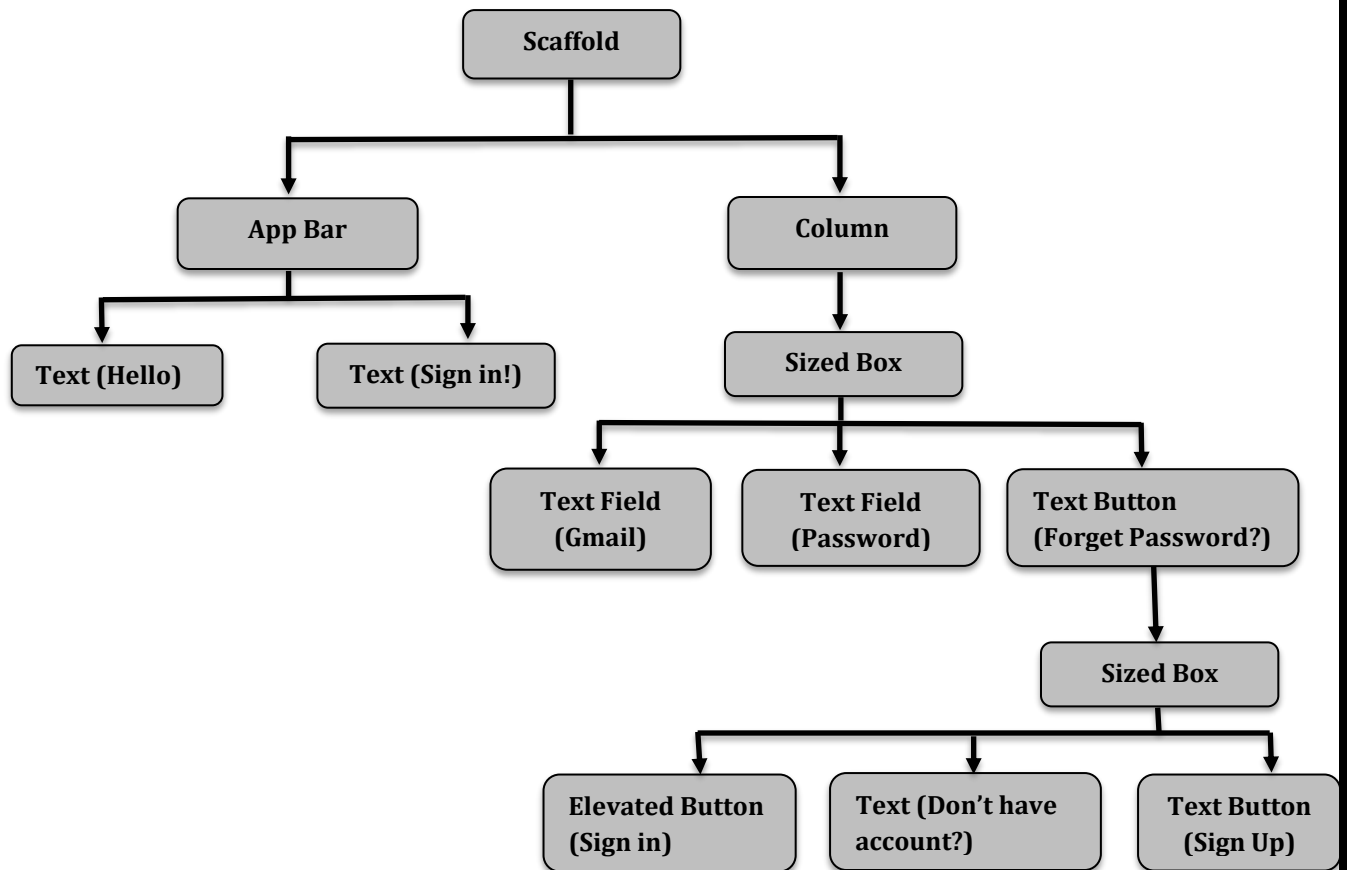 Scaffold
App Bar
Column
Text (Hello)
Text (Sign in!)
Sized Box
Text Field
(Gmail)
Text Field
(Password)
Text Button
(Forget Password?)
Sized Box
Elevated Button
(Sign in)
Text (Don’t have
account?)
Text Button
(Sign Up)